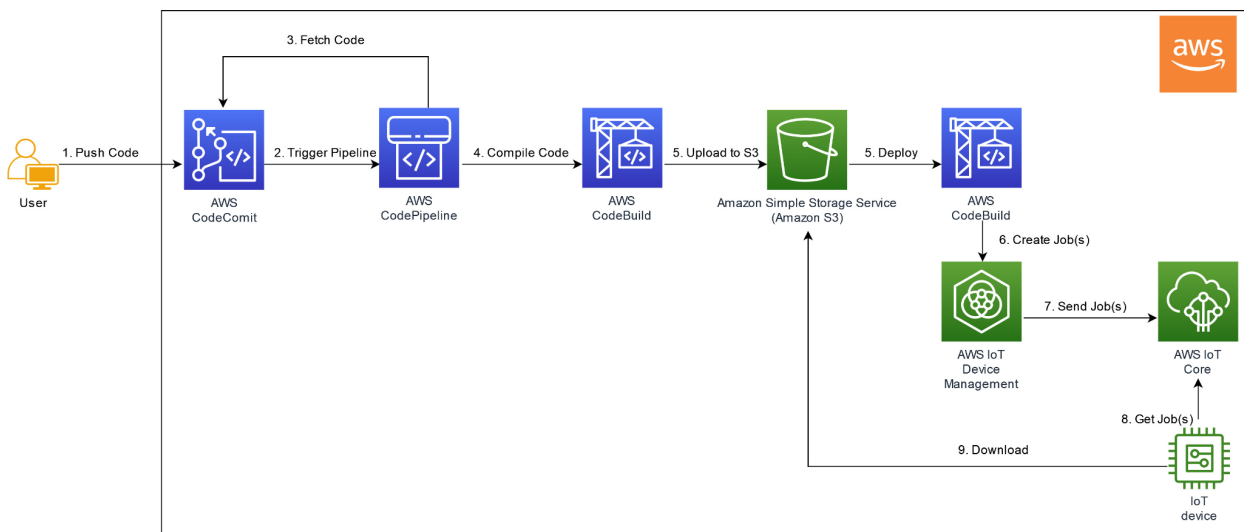 aws
3. Fetch Code
1. Push Code
2. Trigger Pipeline
4. Compile Code
5. Upload to S3
5. Deploy
User
AWS
CodeComit
AWS
CodePipeline
AWS
CodeBuild
Amazon Simple Storage Service
(Amazon S3)
AWS
CodeBuild
6. Create Job(s)
7. Send Job(s)
AWS IoT
Device
Management
AWS IoT
Core
8. Get Job(s)
9. Download
IoT
device